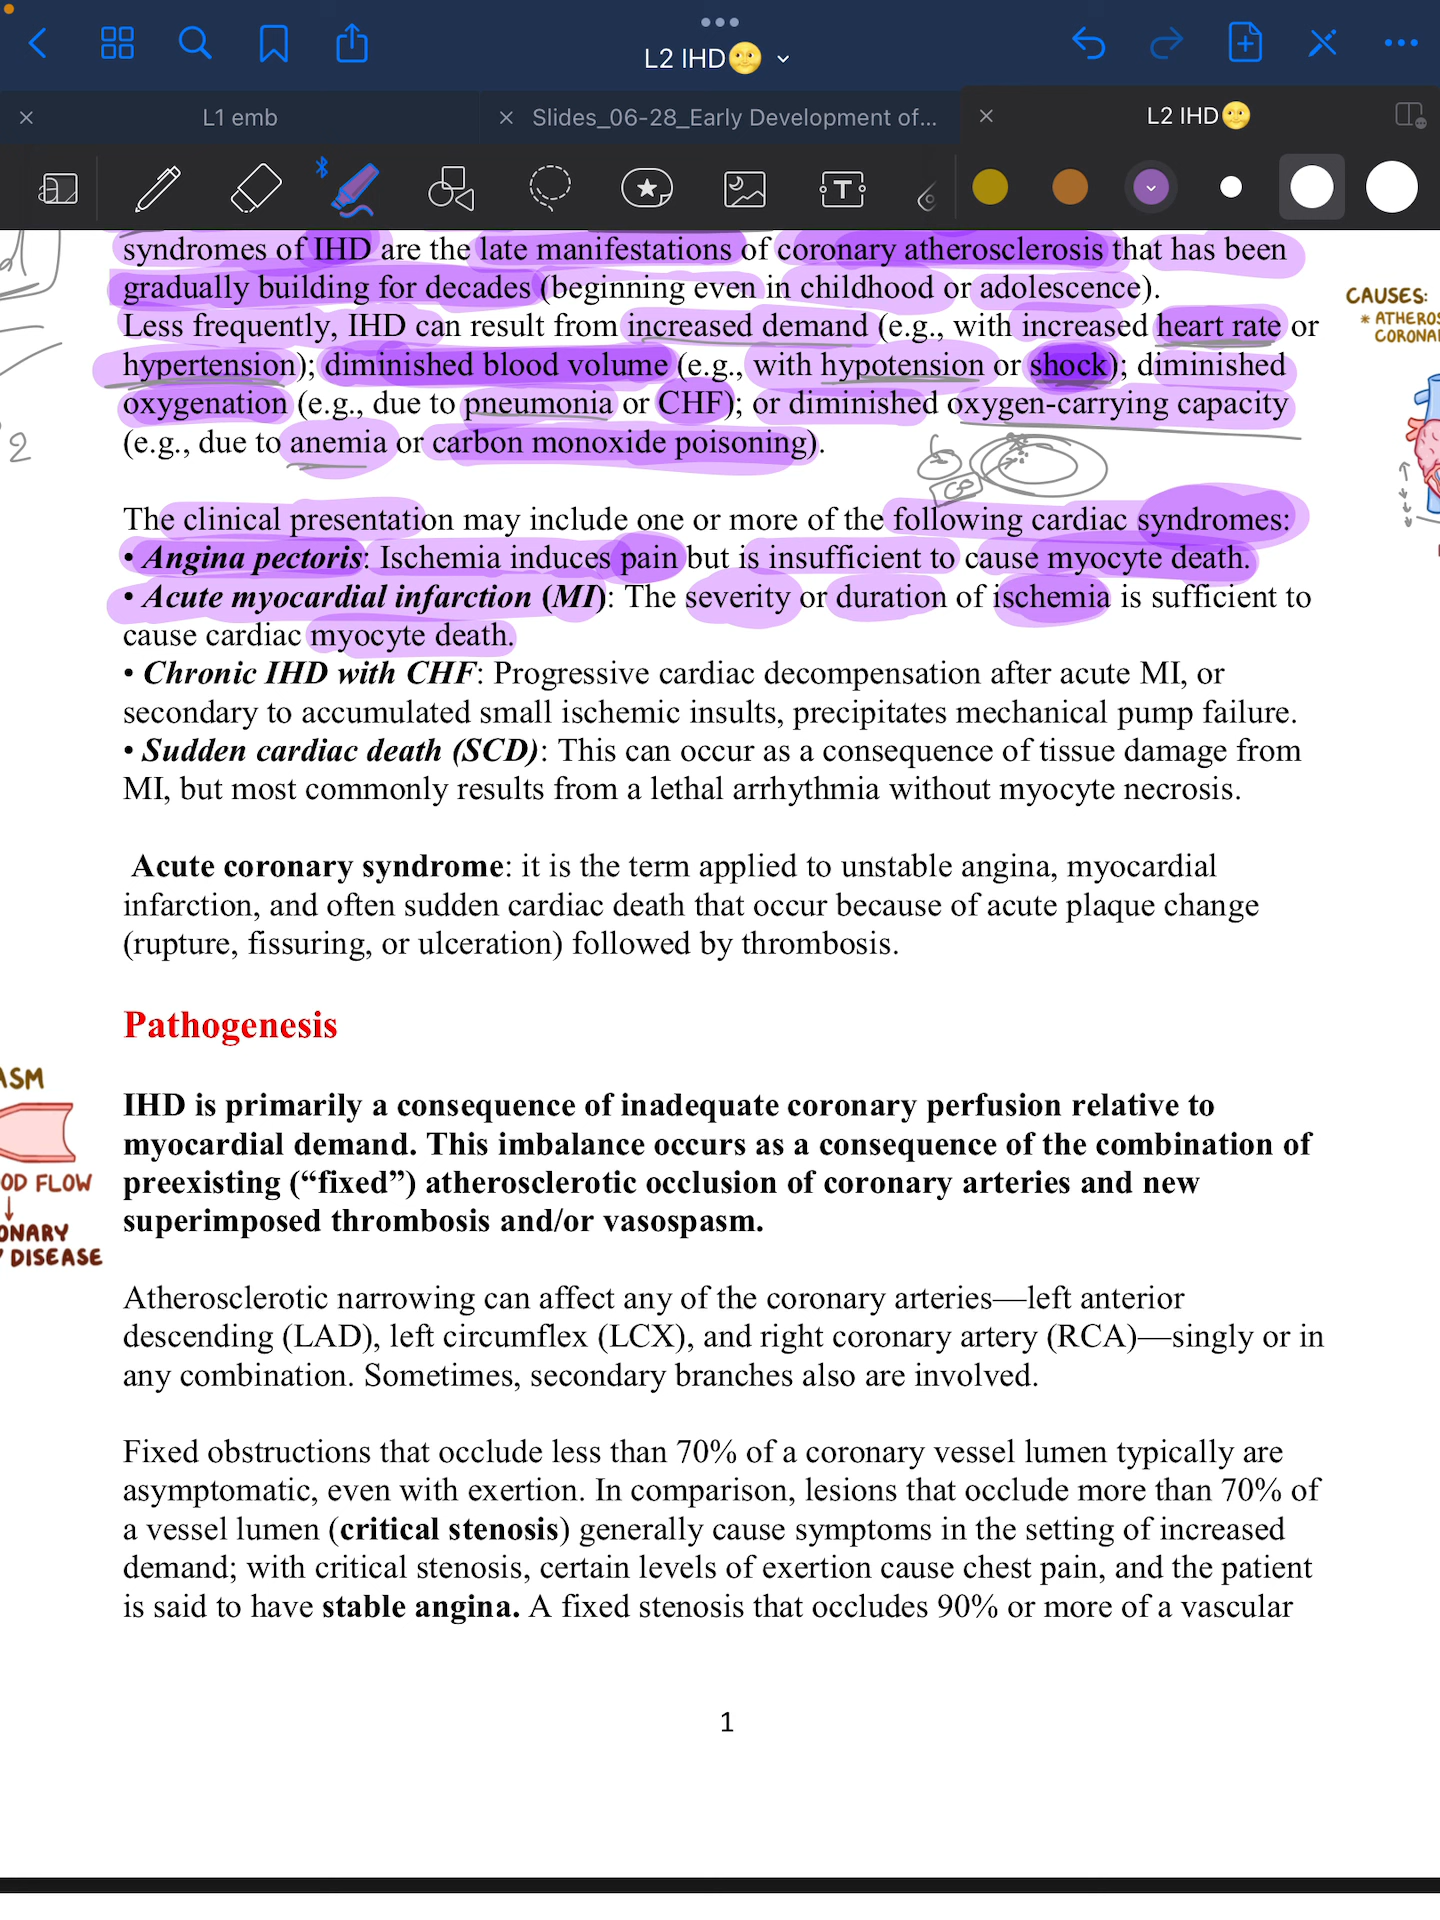 L2 IHD🌝
L1 emb
Slides_06-28_Early Development of...
L2 IHD🌝
T
syndromes of IHD are the late manifestations of coronary atherosclerosis that has been
gradually building for decades (beginning even in childhood or adolescence).
Less frequently, IHD can result from increased demand (e.g., with increased heart rate or
hypertension); diminished blood volume (e.g., with hypotension or shock); diminished
oxygenation (e.g., due to pneumonia or CHF); or diminished oxygen-carrying capacity
(e.g., due to anemia or carbon monoxide poisoning).
2
CAUSES:
* ATHEROS
CORONA
The clinical presentation may include one or more of the following cardiac syndromes:
• Angina pectoris: Ischemia induces pain but is insufficient to cause myocyte death.
• Acute myocardial infarction (MI): The severity or duration of ischemia is sufficient to
cause cardiac myocyte death.
• Chronic IHD with CHF: Progressive cardiac decompensation after acute MI, or
secondary to accumulated small ischemic insults, precipitates mechanical pump failure.
• Sudden cardiac death (SCD): This can occur as a consequence of tissue damage from
MI, but most commonly results from a lethal arrhythmia without myocyte necrosis.
Acute coronary syndrome: it is the term applied to unstable angina, myocardial
infarction, and often sudden cardiac death that occur because of acute plaque change
(rupture, fissuring, or ulceration) followed by thrombosis.
Pathogenesis
ASM
OD FLOW
ONARY
DISEASE
IHD is primarily a consequence of inadequate coronary perfusion relative to
myocardial demand. This imbalance occurs as a consequence of the combination of
preexisting (“fixed”) atherosclerotic occlusion of coronary arteries and new
superimposed thrombosis and/or vasospasm.
Atherosclerotic narrowing can affect any of the coronary arteries—left anterior
descending (LAD), left circumflex (LCX), and right coronary artery (RCA)—singly or in
any combination. Sometimes, secondary branches also are involved.
Fixed obstructions that occlude less than 70% of a coronary vessel lumen typically are
asymptomatic, even with exertion. In comparison, lesions that occlude more than 70% of
a vessel lumen (critical stenosis) generally cause symptoms in the setting of increased
demand; with critical stenosis, certain levels of exertion cause chest pain, and the patient
is said to have stable angina. A fixed stenosis that occludes 90% or more of a vascular
1